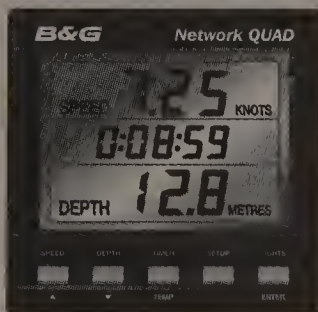 B&G Network QUAD
SPEED 7.25 KNOTS
0:08:59
DEPTH 12.8 METRES
SPEED DEPTH TIMER SETUP LIGHTS
TEMP ENTER